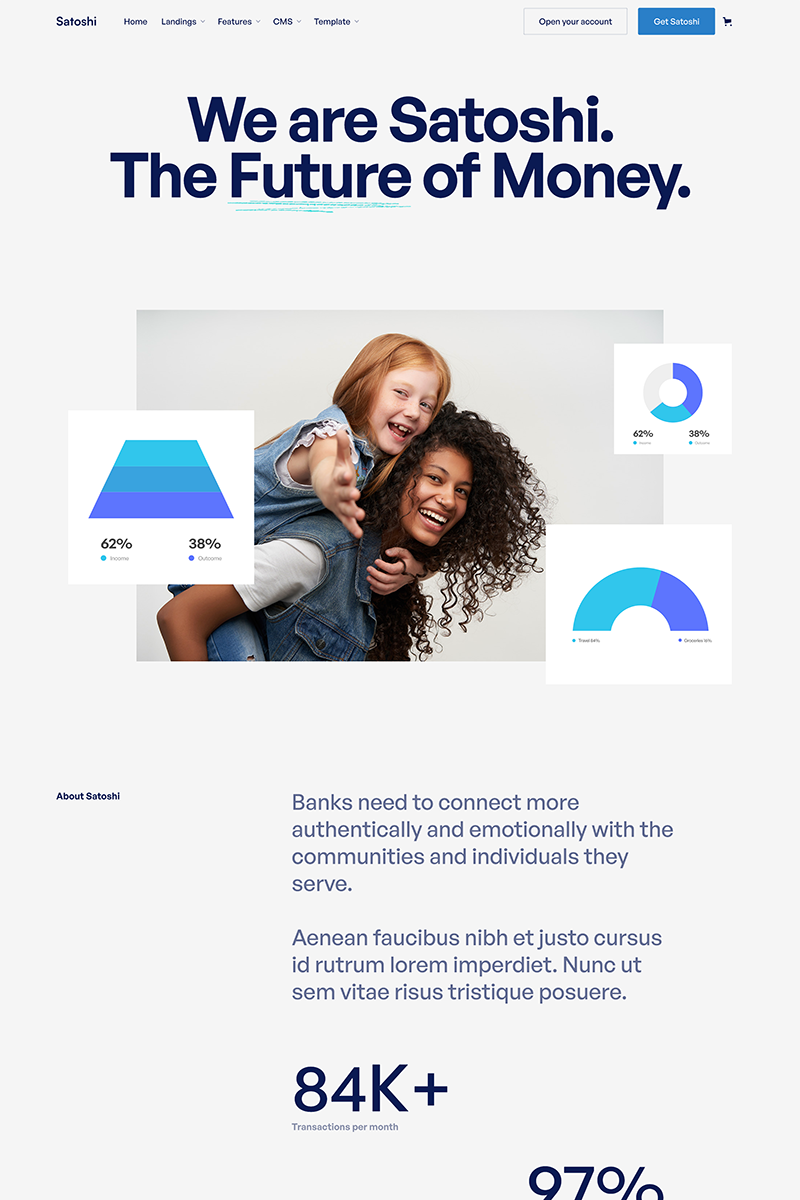 Satoshi
Home
Landings
Features
CMS
Template
Open your account
Get Satoshi
We are Satoshi.
The Future of Money.
62%
Income
38%
Outcome
62%
Income
38%
Outcome
Travel 84%
Groceries 16%
About Satoshi
Banks need to connect more
authentically and emotionally with the
communities and individuals they
serve.
Aenean faucibus nibh et justo cursus
id rutrum lorem imperdiet. Nunc ut
sem vitae risus tristique posuere.
84K+
Transactions per month
97%